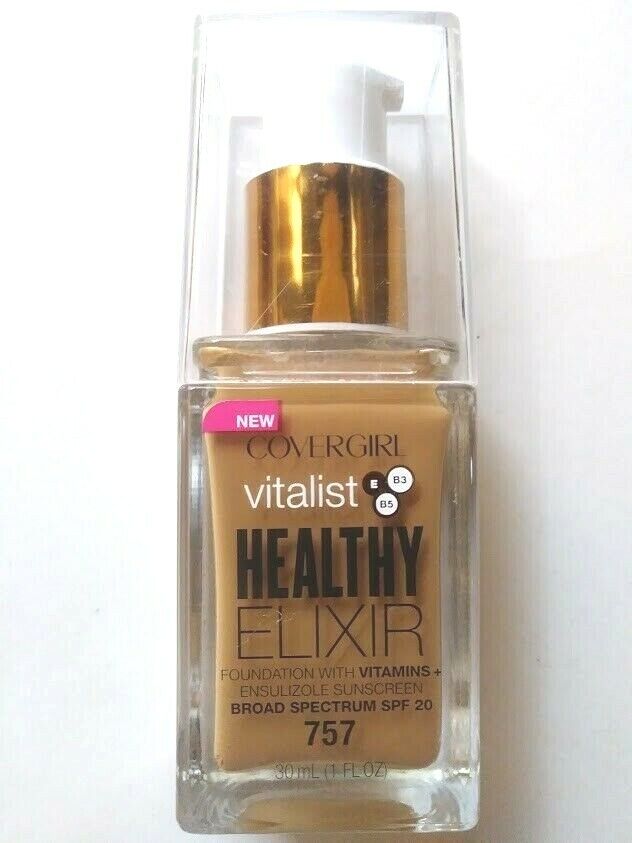 NEW
COVERGIRL
vitalist E B3
B5
HEALTHY
ELIXIR
FOUNDATION WITH VITAMINS +
ENSULIZOLE SUNSCREEN
BROAD SPECTRUM SPF 20
757
30 mL (1 FL OZ)